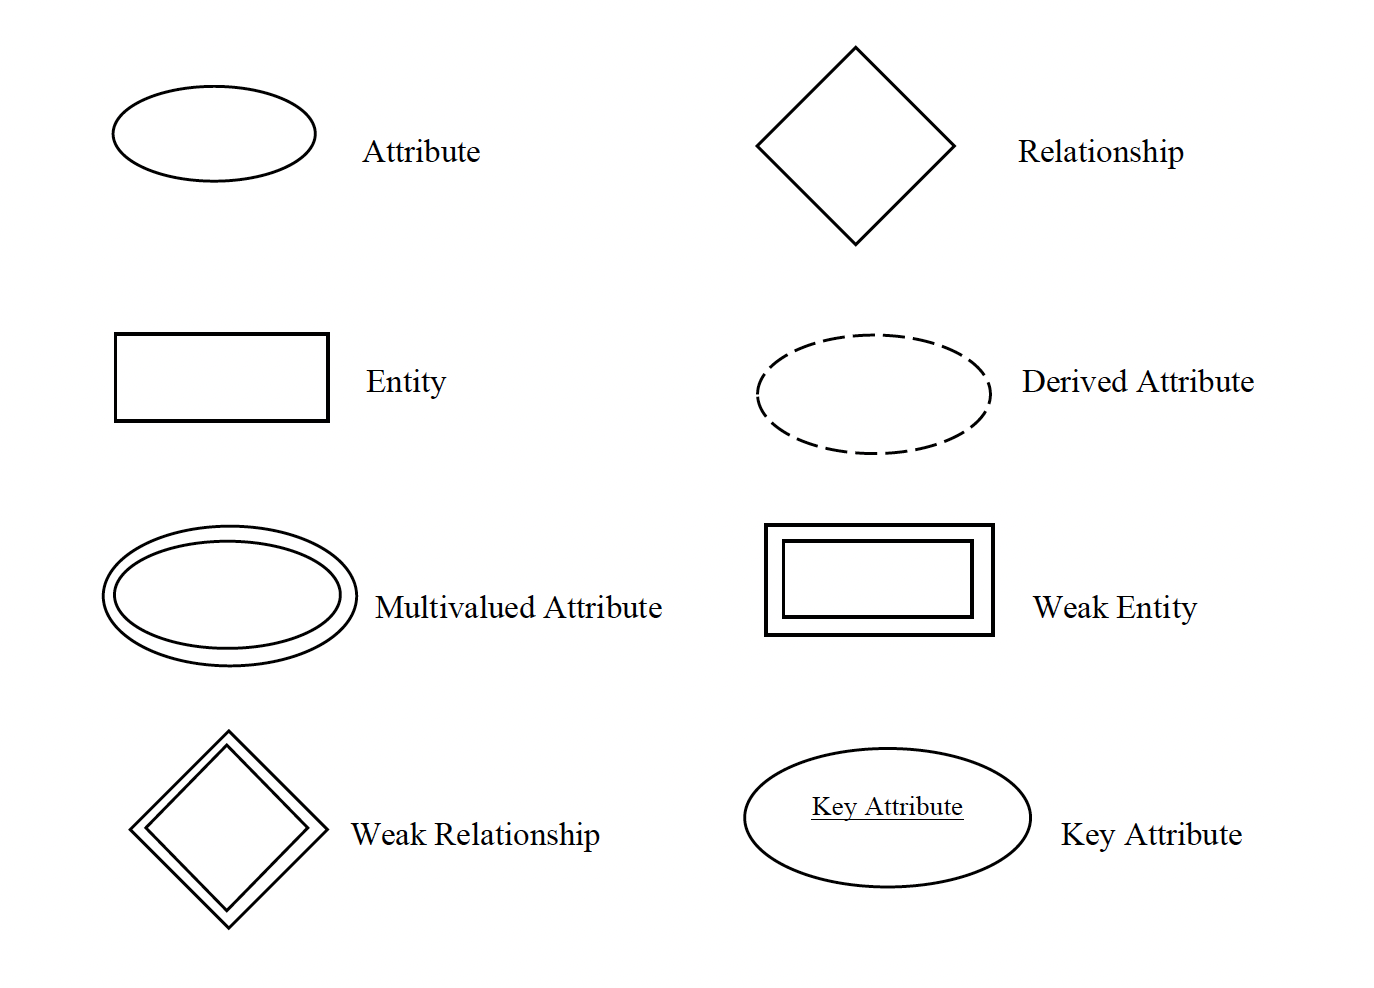 Attribute
Relationship
Entity
Derived Attribute
Multivalued Attribute
Weak Entity
Weak Relationship
Key Attribute
Key Attribute